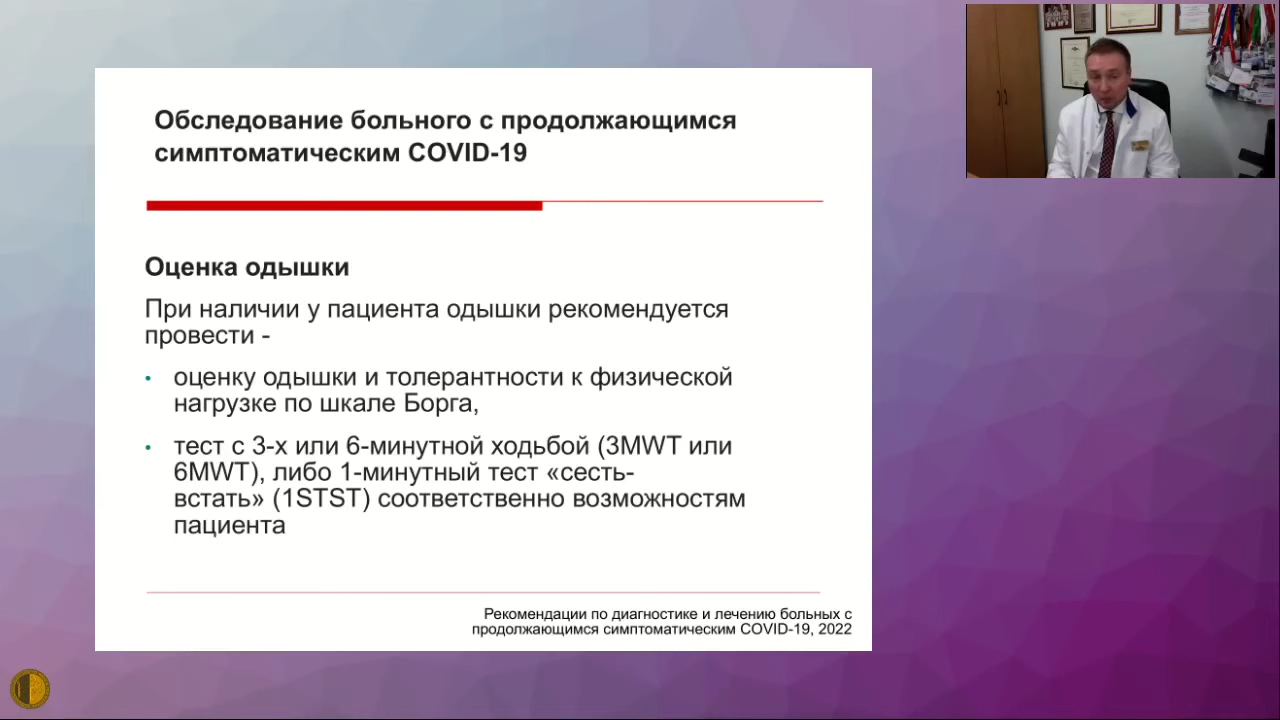 Обследование больного с продолжающимся
симптоматическим COVID-19
Оценка одышки
При наличии у пациента одышки рекомендуется
провести -
• оценку одышки и толерантности к физической
нагрузке по шкале Борга,
• тест с 3-х или 6-минутной ходьбой (3MWT или
6MWT), либо 1-минутный тест «сесть-
встать» (1STST) соответственно возможностям
пациента
Рекомендации по диагностике и лечению больных с
продолжающимся симптоматическим COVID-19, 2022